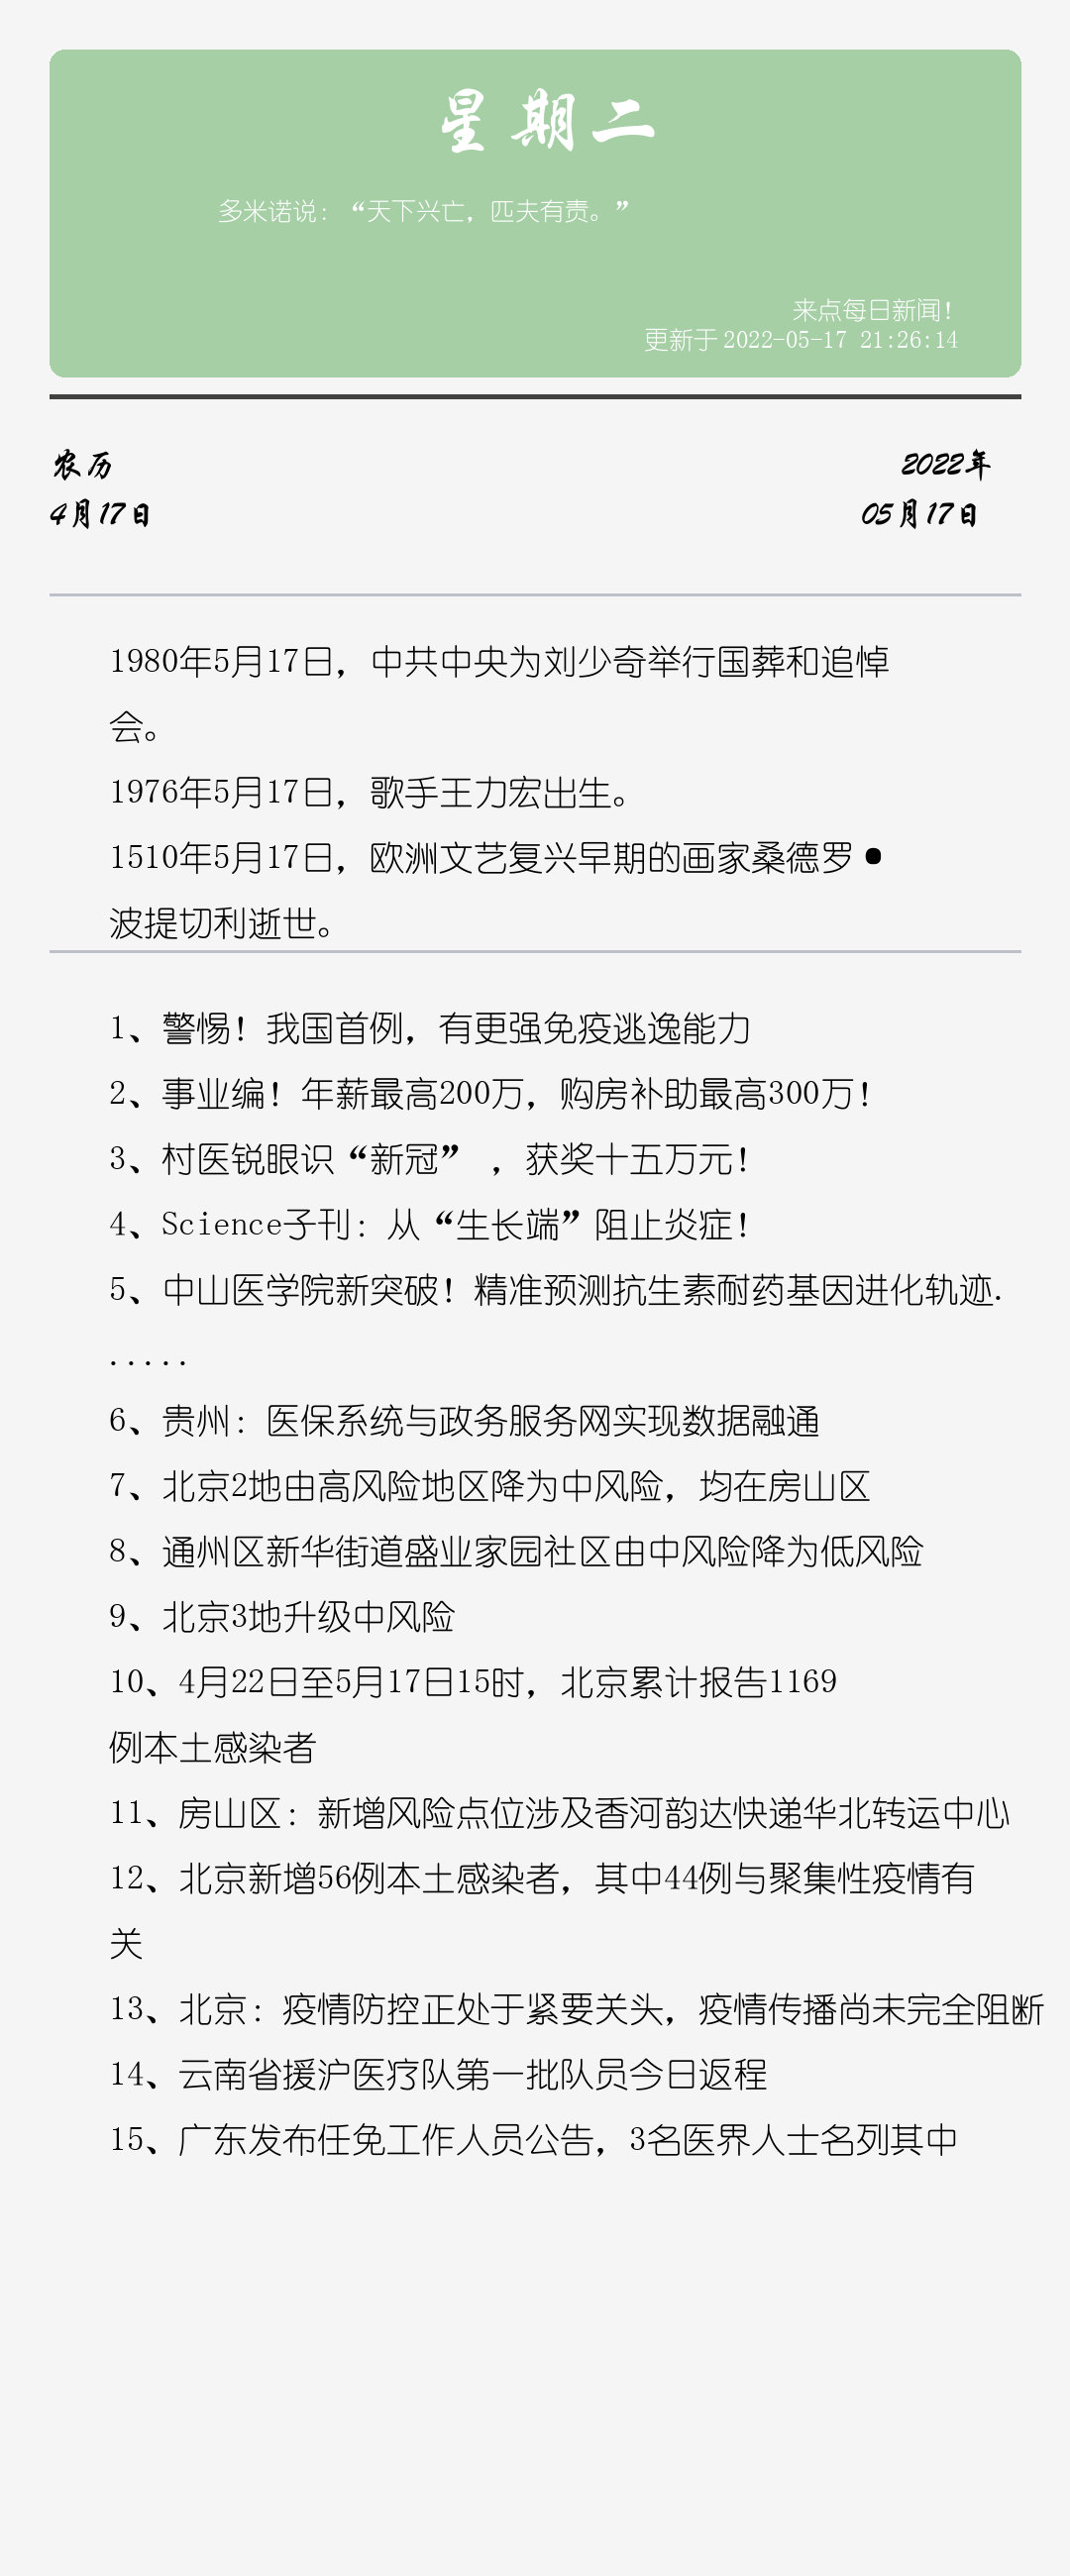 星期二
多米诺说：“天下兴亡，匹夫有责。”
来点每日新闻！
更新于 2022-05-17 21:26:14
农历
2022年
4月17日
05月17日
1980年5月17日，中共中央为刘少奇举行国葬和追悼
会。
1976年5月17日，歌手王力宏出生。
1510年5月17日，欧洲文艺复兴早期的画家桑德罗•
波提切利逝世。
1、警惕！我国首例，有更强免疫逃逸能力
2、事业编！年薪最高200万，购房补助最高300万！
3、村医锐眼识“新冠” ，获奖十五万元！
4、Science子刊：从“生长端”阻止炎症！
5、中山医学院新突破！精准预测抗生素耐药基因进化轨迹.
.....
6、贵州：医保系统与政务服务网实现数据融通
7、北京2地由高风险地区降为中风险，均在房山区
8、通州区新华街道盛业家园社区由中风险降为低风险
9、北京3地升级中风险
10、4月22日至5月17日15时，北京累计报告1169
例本土感染者
11、房山区：新增风险点位涉及香河韵达快递华北转运中心
12、北京新增56例本土感染者，其中44例与聚集性疫情有
关
13、北京：疫情防控正处于紧要关头，疫情传播尚未完全阻断
14、云南省援沪医疗队第一批队员今日返程
15、广东发布任免工作人员公告，3名医界人士名列其中